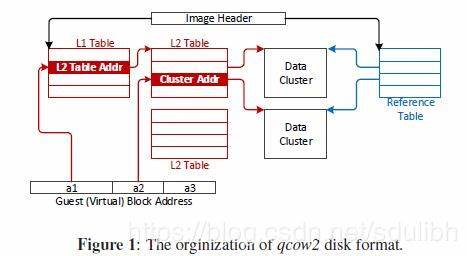 Image Header
L1 Table
L2 Table
L2 Table Addr
Cluster Addr
Data
Cluster
Data
Cluster
Reference
Table
L2 Table
a1 a2 a3
Guest (Virtual) Block Address
https://blog.csdn.net/sdulibh
Figure 1: The orginization of qcow2 disk format.